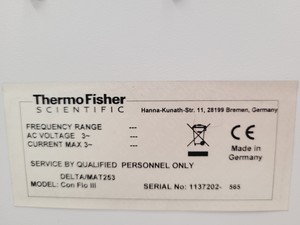 ThermoFisher
SCIENTIFIC Hanna-Kunath-Str. 11, 28199 Bremen, Germany
FREQUENCY RANGE ---
AC VOLTAGE 3~ ---
CURRENT MAX 3~ ---
CE
Made in
Germany
SERVICE BY QUALIFIED PERSONNEL ONLY
DELTA/MAT253
MODEL: Con Flo III SERIAL No: 1137202- 565